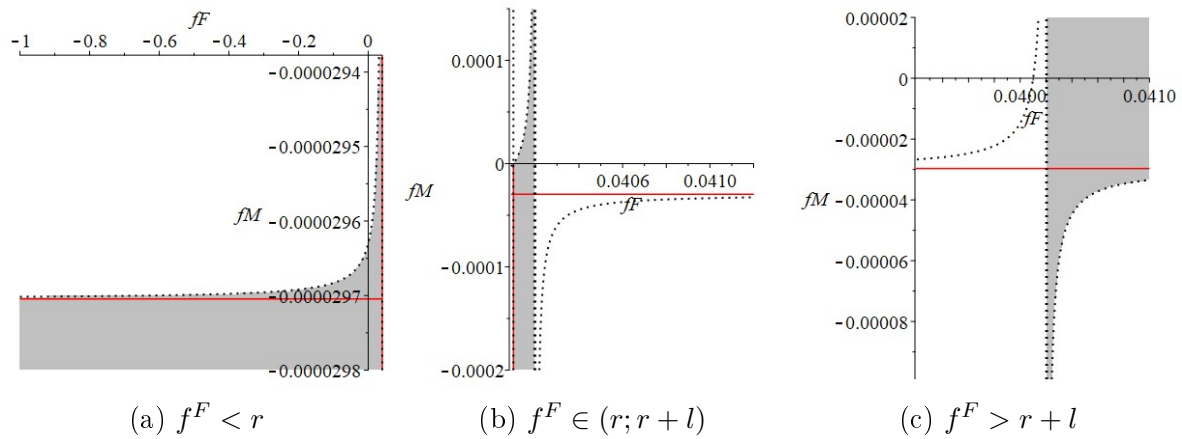 fF
-1 -0.8 -0.6 -0.4 -0.2 0
-0.0000294
-0.0000295
fM -0.0000296
-0.0000297
-0.0000298
(a) f^F < r
0.0001
0
0.0406 0.0410
fM
fF
-0.0001
-0.0002
(b) f^F ∈ (r; r + l)
0.00002
0
0.0400 0.0410
fF
-0.00002
fM -0.00004
-0.00006
-0.00008
(c) f^F > r + l